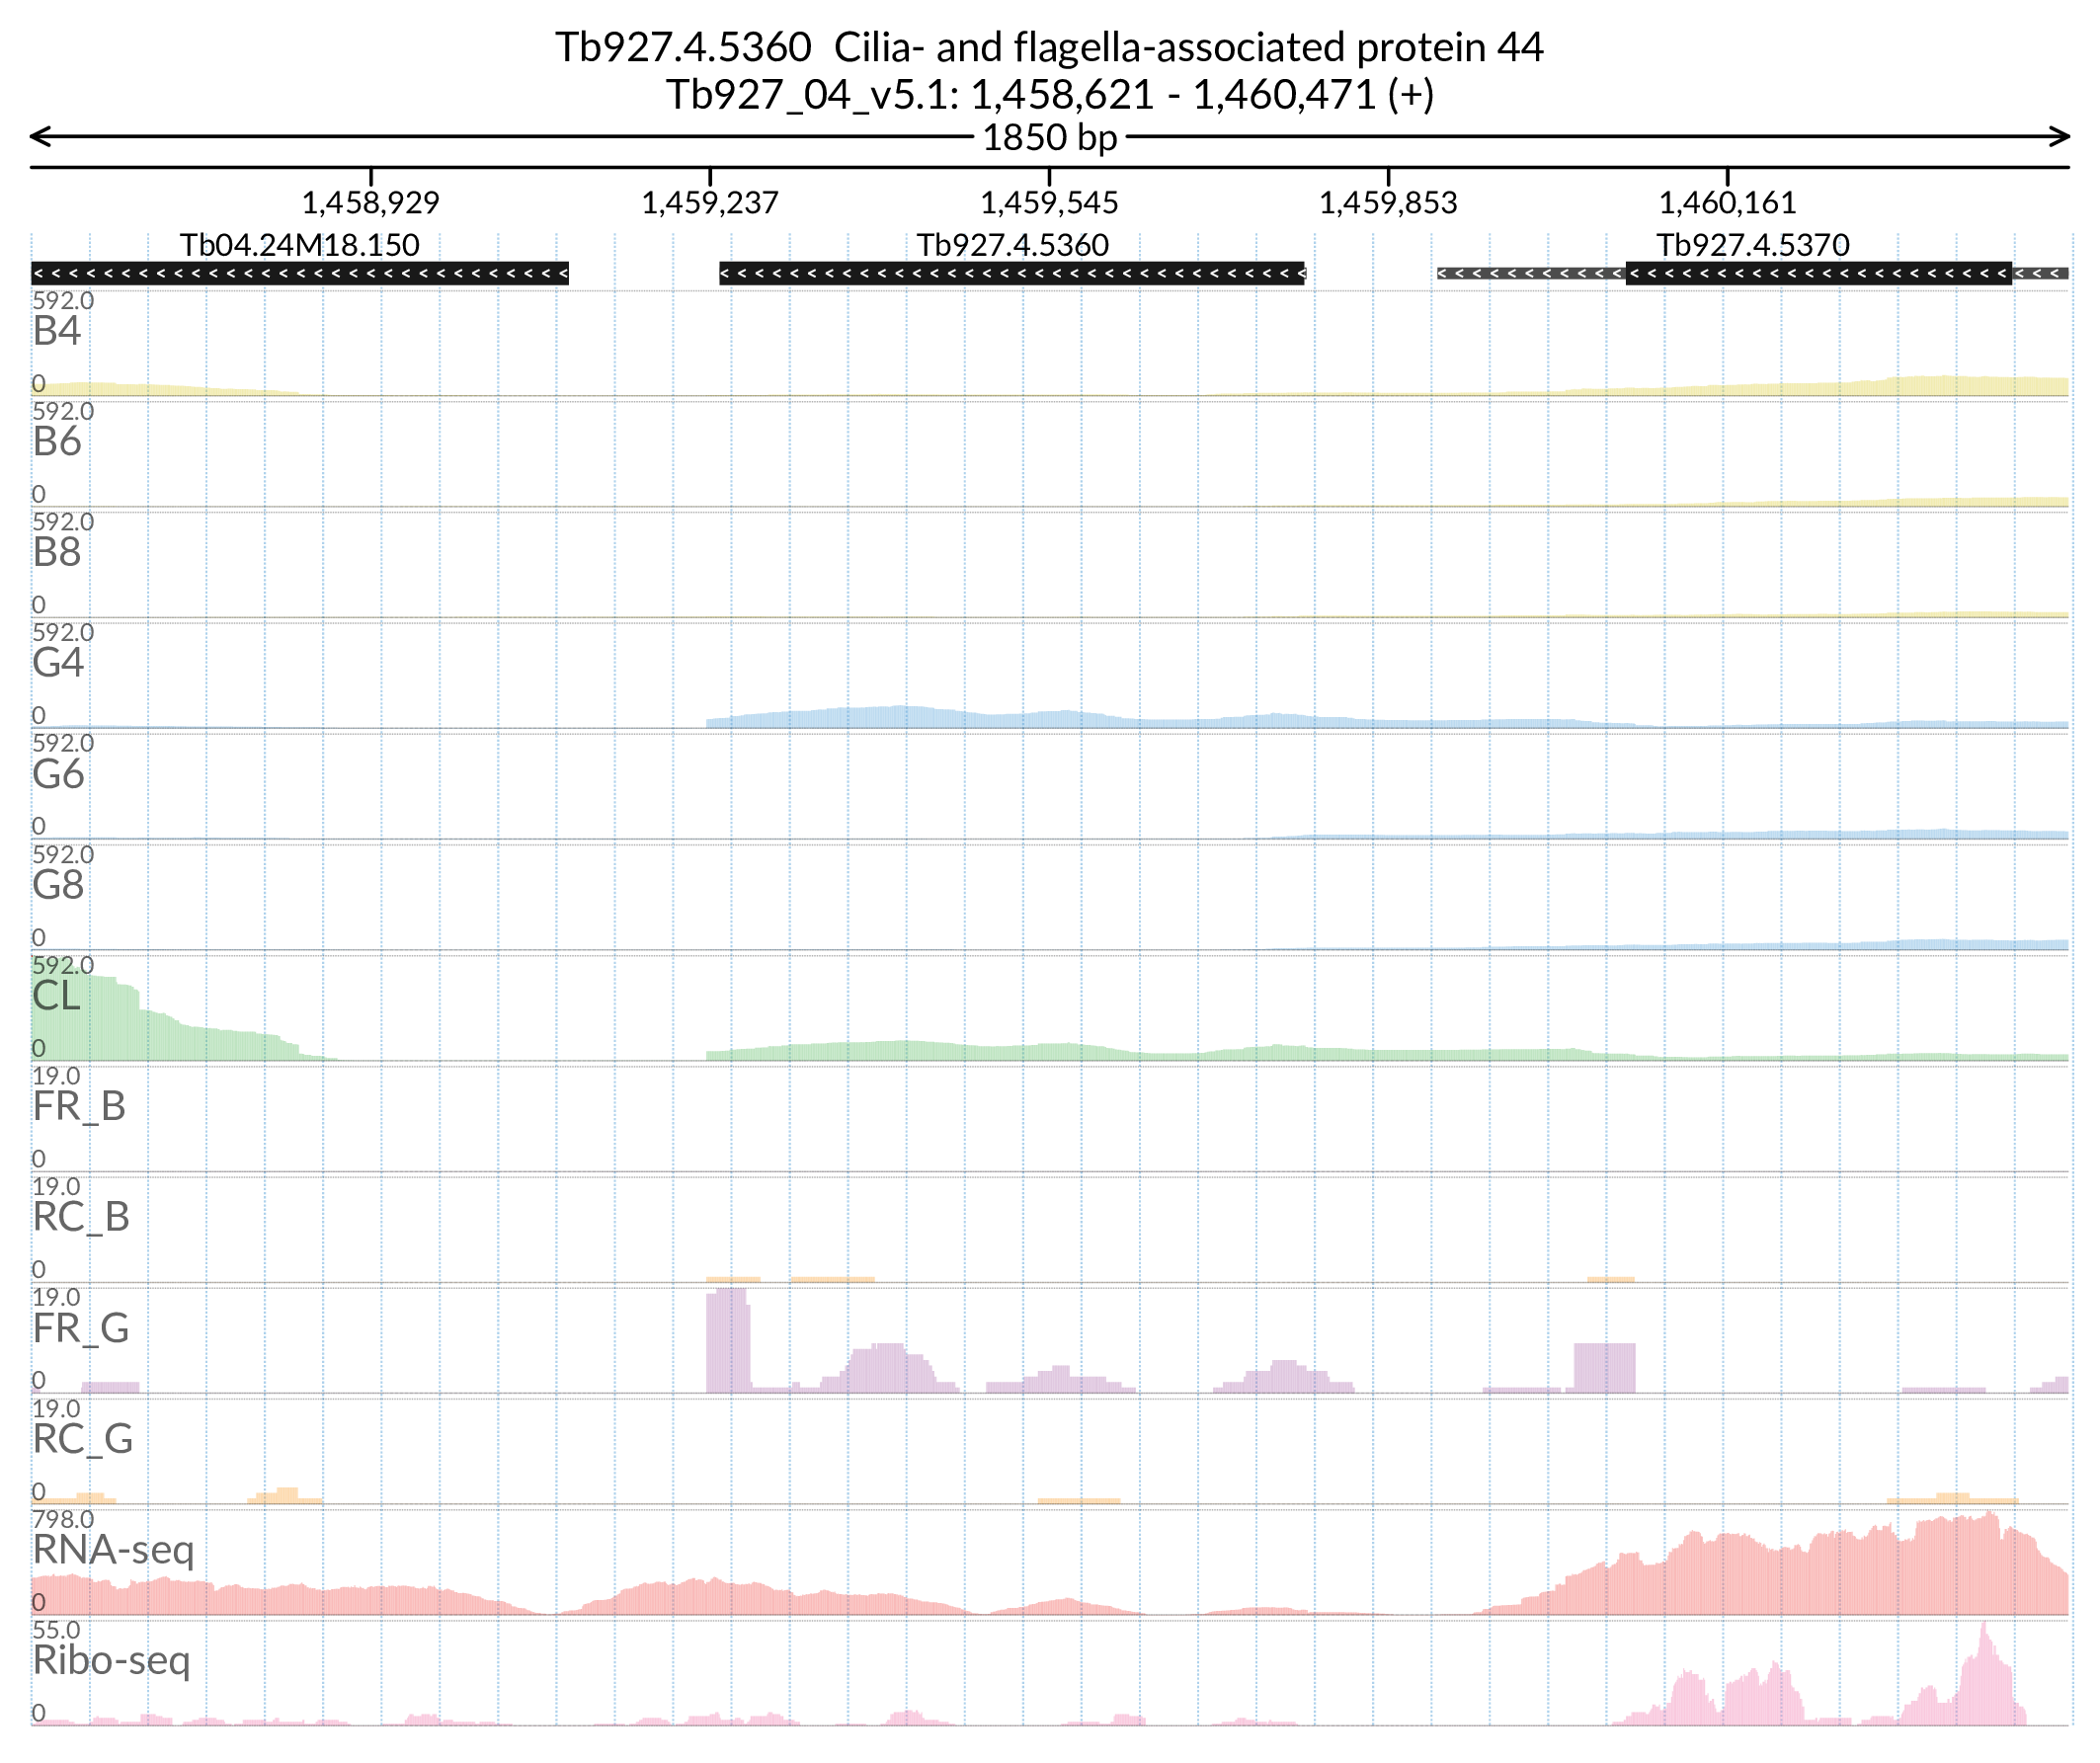 Tb927.4.5360  Cilia- and flagella-associated protein 44
Tb927_04_v5.1: 1,458,621 - 1,460,471 (+)
1850 bp
1,458,929 1,459,237 1,459,545 1,459,853 1,460,161
Tb04.24M18.150 Tb927.4.5360 Tb927.4.5370
592.0
B4
0
592.0
B6
0
592.0
B8
0
592.0
G4
0
592.0
G6
0
592.0
G8
0
592.0
CL
0
19.0
FR_B
0
19.0
RC_B
0
19.0
FR_G
0
19.0
RC_G
0
798.0
RNA-seq
0
55.0
Ribo-seq
0